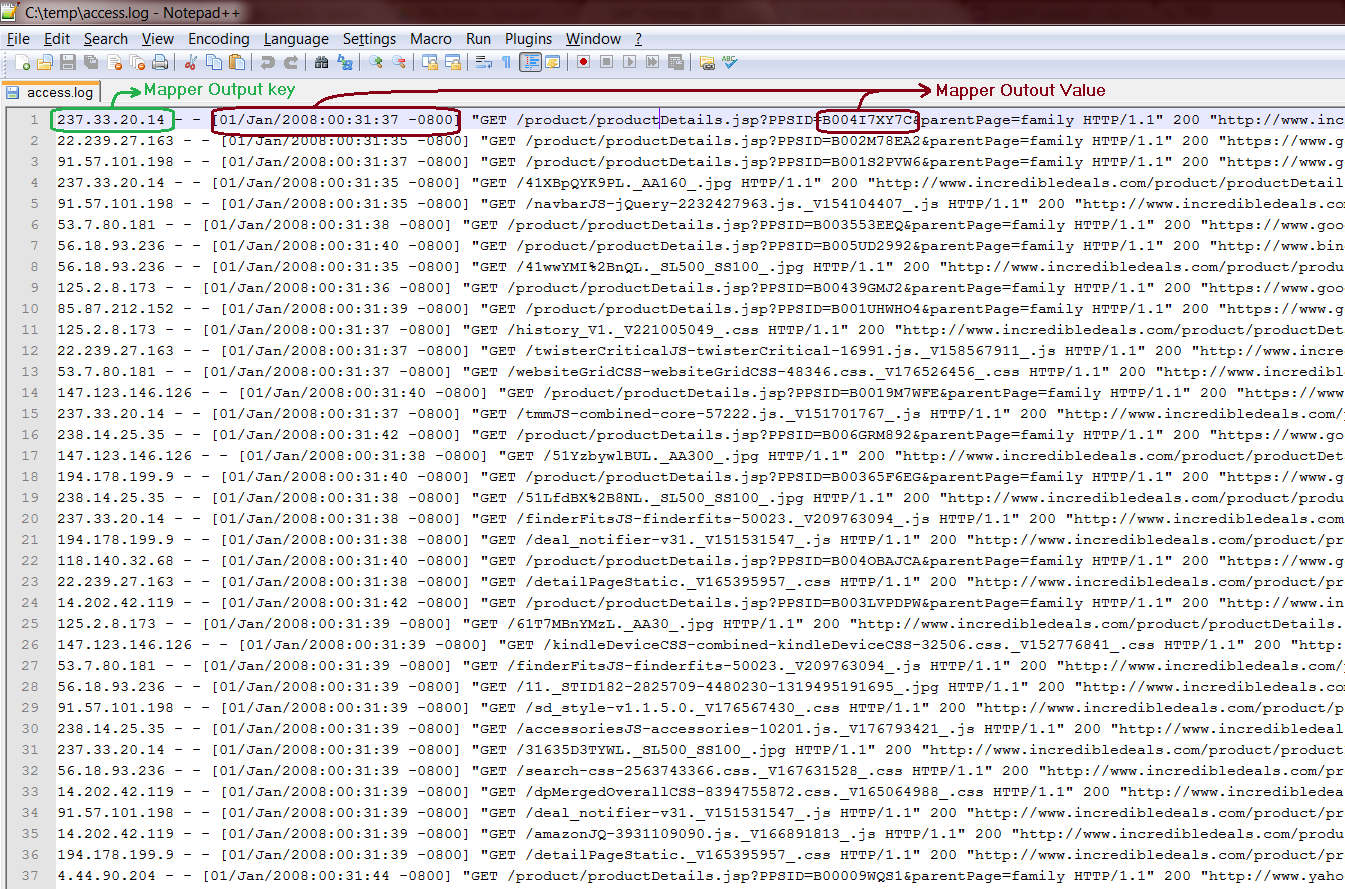 C:\temp\access.log - Notepad++
File Edit Search View Encoding Language Settings Macro Run Plugins Window ?
access.log
Mapper Output key
Mapper Outout Value
1 237.33.20.14 - - [01/Jan/2008:00:31:37 -0800] "GET /product/productDetails.jsp?PPSID=B004I7XY7C&parentPage=family HTTP/1.1" 200 "http://www.inc
2 22.239.27.163 - - [01/Jan/2008:00:31:35 -0800] "GET /product/productDetails.jsp?PPSID=B002M78EA2&parentPage=family HTTP/1.1" 200 "https://www.g
3 91.57.101.198 - - [01/Jan/2008:00:31:37 -0800] "GET /product/productDetails.jsp?PPSID=B001S2PVW6&parentPage=family HTTP/1.1" 200 "https://www.g
4 237.33.20.14 - - [01/Jan/2008:00:31:35 -0800] "GET /41XBpQYK9PL._AA160_.jpg HTTP/1.1" 200 "http://www.incredibledeals.com/product/productDetail
5 91.57.101.198 - - [01/Jan/2008:00:31:35 -0800] "GET /navbarJS-jQuery-2232427963.js._V154104407_.js HTTP/1.1" 200 "http://www.incredibledeals.co
6 53.7.80.181 - - [01/Jan/2008:00:31:38 -0800] "GET /product/productDetails.jsp?PPSID=B003553EEQ&parentPage=family HTTP/1.1" 200 "https://www.goo
7 56.18.93.236 - - [01/Jan/2008:00:31:40 -0800] "GET /product/productDetails.jsp?PPSID=B005UD2992&parentPage=family HTTP/1.1" 200 "http://www.bin
8 56.18.93.236 - - [01/Jan/2008:00:31:35 -0800] "GET /41wwYMI%2BnQL._SL500_SS100_.jpg HTTP/1.1" 200 "http://www.incredibledeals.com/product/produ
9 125.2.8.173 - - [01/Jan/2008:00:31:36 -0800] "GET /product/productDetails.jsp?PPSID=B00439GMJ2&parentPage=family HTTP/1.1" 200 "https://www.goo
10 85.87.212.152 - - [01/Jan/2008:00:31:39 -0800] "GET /product/productDetails.jsp?PPSID=B001UHWHO4&parentPage=family HTTP/1.1" 200 "https://www.g
11 125.2.8.173 - - [01/Jan/2008:00:31:37 -0800] "GET /history_V1._V221005049_.css HTTP/1.1" 200 "http://www.incredibledeals.com/product/productDet
12 22.239.27.163 - - [01/Jan/2008:00:31:37 -0800] "GET /twisterCriticalJS-twisterCritical-16991.js._V158567911_.js HTTP/1.1" 200 "http://www.incre
13 53.7.80.181 - - [01/Jan/2008:00:31:37 -0800] "GET /websiteGridCSS-websiteGridCSS-48346.css._V176526456_.css HTTP/1.1" 200 "http://www.incredibl
14 147.123.146.126 - - [01/Jan/2008:00:31:40 -0800] "GET /product/productDetails.jsp?PPSID=B0019M7WFE&parentPage=family HTTP/1.1" 200 "https://www
15 237.33.20.14 - - [01/Jan/2008:00:31:37 -0800] "GET /tmmJS-combined-core-57222.js._V151701767_.js HTTP/1.1" 200 "http://www.incredibledeals.com/
16 238.14.25.35 - - [01/Jan/2008:00:31:42 -0800] "GET /product/productDetails.jsp?PPSID=B006GRM892&parentPage=family HTTP/1.1" 200 "https://www.go
17 147.123.146.126 - - [01/Jan/2008:00:31:38 -0800] "GET /51YzbywlBUL._AA300_.jpg HTTP/1.1" 200 "http://www.incredibledeals.com/product/productDet
18 194.178.199.9 - - [01/Jan/2008:00:31:40 -0800] "GET /product/productDetails.jsp?PPSID=B00365F6EG&parentPage=family HTTP/1.1" 200 "https://www.g
19 238.14.25.35 - - [01/Jan/2008:00:31:38 -0800] "GET /51LfdBX%2B8NL._SL500_SS100_.jpg HTTP/1.1" 200 "http://www.incredibledeals.com/product/produ
20 237.33.20.14 - - [01/Jan/2008:00:31:38 -0800] "GET /finderFitsJS-finderfits-50023._V209763094_.js HTTP/1.1" 200 "http://www.incredibledeals.com
21 194.178.199.9 - - [01/Jan/2008:00:31:38 -0800] "GET /deal_notifier-v31._V151531547_.js HTTP/1.1" 200 "http://www.incredibledeals.com/product/pr
22 118.140.32.68 - - [01/Jan/2008:00:31:40 -0800] "GET /product/productDetails.jsp?PPSID=B004OBAJCA&parentPage=family HTTP/1.1" 200 "https://www.g
23 22.239.27.163 - - [01/Jan/2008:00:31:38 -0800] "GET /detailPageStatic._V165395957_.css HTTP/1.1" 200 "http://www.incredibledeals.com/product/pr
24 14.202.42.119 - - [01/Jan/2008:00:31:42 -0800] "GET /product/productDetails.jsp?PPSID=B003LVPDPW&parentPage=family HTTP/1.1" 200 "http://www.in
25 125.2.8.173 - - [01/Jan/2008:00:31:39 -0800] "GET /61T7MBnYMzL._AA30_.jpg HTTP/1.1" 200 "http://www.incredibledeals.com/product/productDetails.
26 147.123.146.126 - - [01/Jan/2008:00:31:39 -0800] "GET /kindleDeviceCSS-combined-kindleDeviceCSS-32506.css._V152776841_.css HTTP/1.1" 200 "http:
27 53.7.80.181 - - [01/Jan/2008:00:31:39 -0800] "GET /finderFitsJS-finderfits-50023._V209763094_.js HTTP/1.1" 200 "http://www.incredibledeals.com/
28 56.18.93.236 - - [01/Jan/2008:00:31:39 -0800] "GET /11._STID182-2825709-4480230-1319495191695_.jpg HTTP/1.1" 200 "http://www.incredibledeals.co
29 91.57.101.198 - - [01/Jan/2008:00:31:39 -0800] "GET /sd_style-v1.1.5.0._V176567430_.css HTTP/1.1" 200 "http://www.incredibledeals.com/product/p
30 238.14.25.35 - - [01/Jan/2008:00:31:39 -0800] "GET /accessoriesJS-accessories-10201.js._V176793421_.js HTTP/1.1" 200 "http://www.incredibledeals
31 237.33.20.14 - - [01/Jan/2008:00:31:39 -0800] "GET /31635D3TYWL._SL500_SS100_.jpg HTTP/1.1" 200 "http://www.incredibledeals.com/product/product
32 56.18.93.236 - - [01/Jan/2008:00:31:39 -0800] "GET /search-css-2563743366.css._V167631528_.css HTTP/1.1" 200 "http://www.incredibledeals.com/pr
33 14.202.42.119 - - [01/Jan/2008:00:31:39 -0800] "GET /dpMergedOverallCSS-8394755872.css._V165064988_.css HTTP/1.1" 200 "http://www.incredibledea
34 91.57.101.198 - - [01/Jan/2008:00:31:39 -0800] "GET /deal_notifier-v31._V151531547_.js HTTP/1.1" 200 "http://www.incredibledeals.com/product/pr
35 14.202.42.119 - - [01/Jan/2008:00:31:39 -0800] "GET /amazonJQ-3931109090.js._V166891813_.js HTTP/1.1" 200 "http://www.incredibledeals.com/produ
36 194.178.199.9 - - [01/Jan/2008:00:31:39 -0800] "GET /detailPageStatic._V165395957_.css HTTP/1.1" 200 "http://www.incredibledeals.com/product/pr
37 4.44.90.204 - - [01/Jan/2008:00:31:44 -0800] "GET /product/productDetails.jsp?PPSID=B00009WQS1&parentPage=family HTTP/1.1" 200 "http://www.yaho